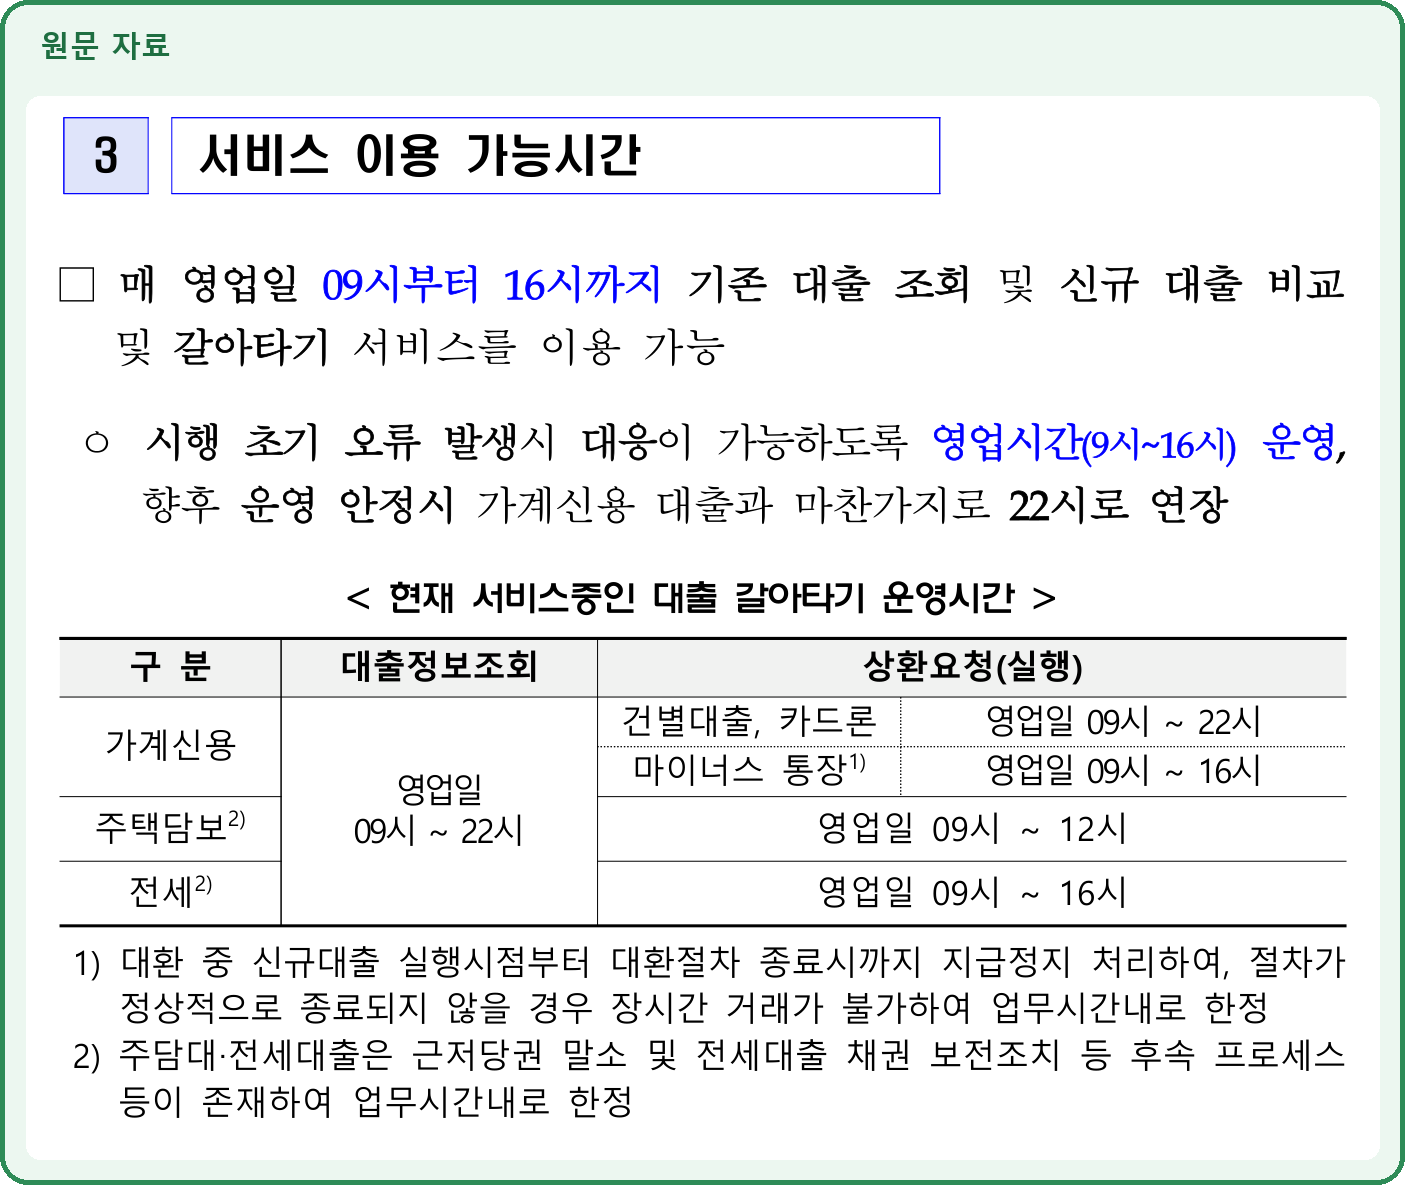 원문 자료
3 서비스 이용 가능시간
□ 매 영업일 09시부터 16시까지 기존 대출 조회 및 신규 대출 비교
및 갈아타기 서비스를 이용 가능
○ 시행 초기 오류 발생시 대응이 가능하도록 영업시간(9시~16시) 운영,
향후 운영 안정시 가계신용 대출과 마찬가지로 22시로 연장
< 현재 서비스중인 대출 갈아타기 운영시간 >
구 분 대출정보조회 상환요청(실행)
가계신용 건별대출, 카드론 영업일 09시 ~ 22시
마이너스 통장1) 영업일 09시 ~ 16시
영업일
09시 ~ 22시
주택담보2) 영업일 09시 ~ 12시
전세2) 영업일 09시 ~ 16시
1) 대환 중 신규대출 실행시점부터 대환절차 종료시까지 지급정지 처리하여, 절차가
정상적으로 종료되지 않을 경우 장시간 거래가 불가하여 업무시간내로 한정
2) 주담대·전세대출은 근저당권 말소 및 전세대출 채권 보전조치 등 후속 프로세스
등이 존재하여 업무시간내로 한정